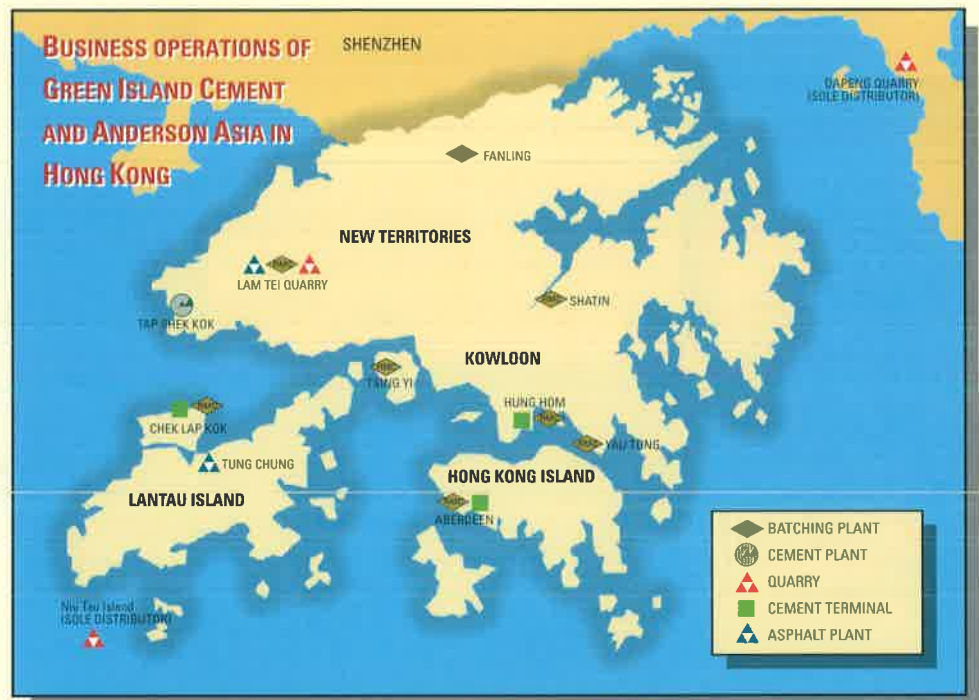 BUSINESS OPERATIONS OF
GREEN ISLAND CEMENT
AND ANDERSON ASIA IN
HONG KONG
SHENZHEN
DAPENG QUARRY
(SOLE DISTRIBUTOR)
FANLING
NEW TERRITORIES
LAM TEI QUARRY
SHATIN
TAP SHEK KOK
KOWLOON
TSING YI
HUNG HOM
CHEK LAP KOK
YAU TONG
TUNG CHUNG
HONG KONG ISLAND
LANTAU ISLAND
ABERDEEN
BATCHING PLANT
CEMENT PLANT
QUARRY
CEMENT TERMINAL
ASPHALT PLANT
Niu Tau Island
(SOLE DISTRIBUTOR)